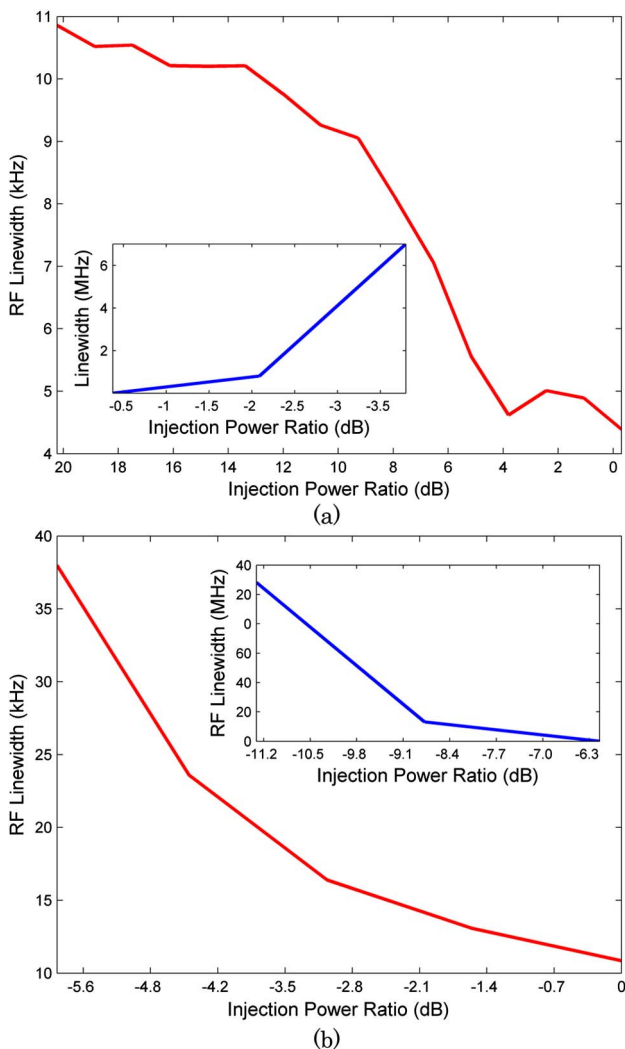 11
10
9
8
7
6
5
4
RF Linewidth (kHz)
6
4
2
Linewidth (MHz)
-0.5 -1 -1.5 -2 -2.5 -3 -3.5
Injection Power Ratio (dB)
20 18 16 14 12 10 8 6 4 2 0
Injection Power Ratio (dB)
(a)
40
35
30
25
20
15
10
RF Linewidth (kHz)
40
20
0
60
40
20
0
RF Linewidth (MHz)
-11.2 -10.5 -9.8 -9.1 -8.4 -7.7 -7.0 -6.3
Injection Power Ratio (dB)
-5.6 -4.8 -4.2 -3.5 -2.8 -2.1 -1.4 -0.7 0
Injection Power Ratio (dB)
(b)